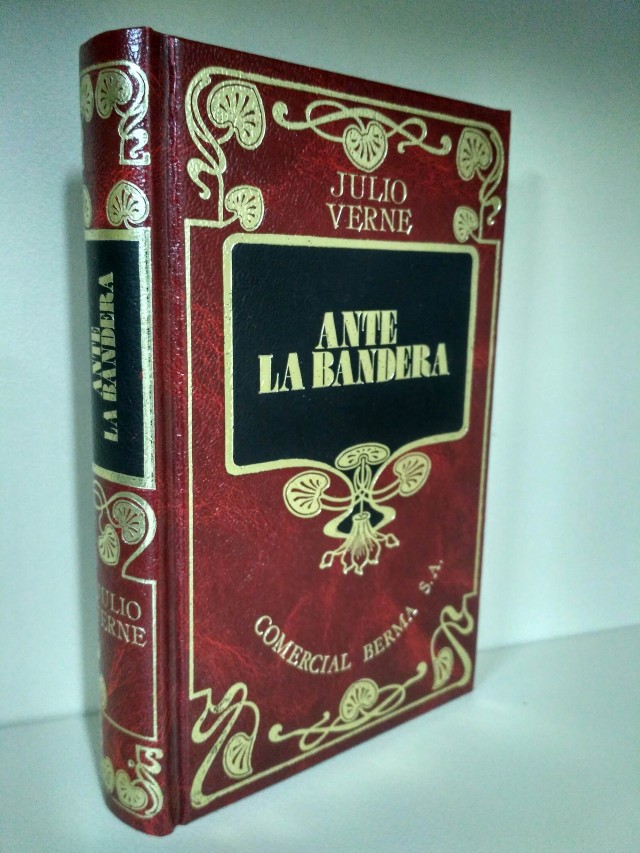 JULIO
VERNE
ANTE
LA BANDERA
COMERCIAL BERMA S.A.
ANTE
LA BANDERA
JULIO
VERNE